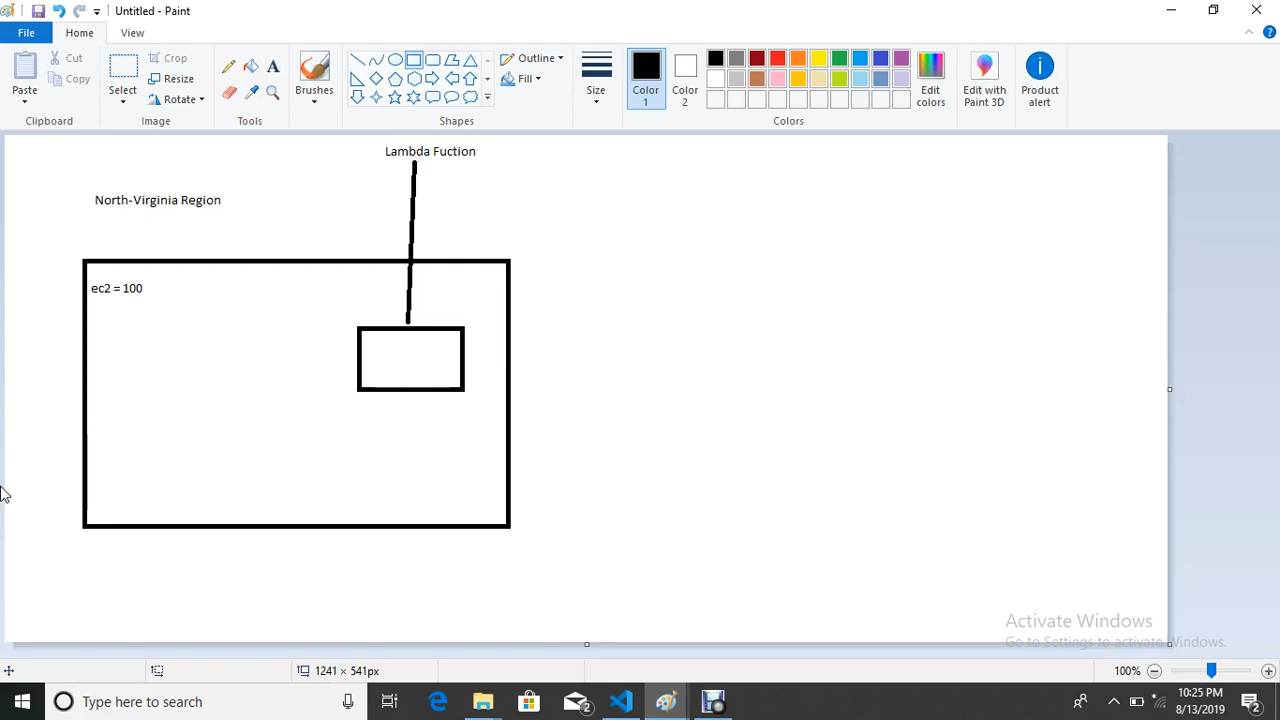 Untitled - Paint
File
Home
View
Paste
Cut
Copy
Clipboard
Select
Crop
Resize
Rotate
Image
A
Tools
Brushes
Outline
Fill
Shapes
Size
Color 1
Color 2
Colors
Edit colors
Edit with Paint 3D
Product alert
Lambda Fuction
North-Virginia Region
ec2 = 100
Activate Windows
Go to Settings to activate Windows.
1241 × 541px
100%
Type here to search
2
10:25 PM
8/13/2019
2